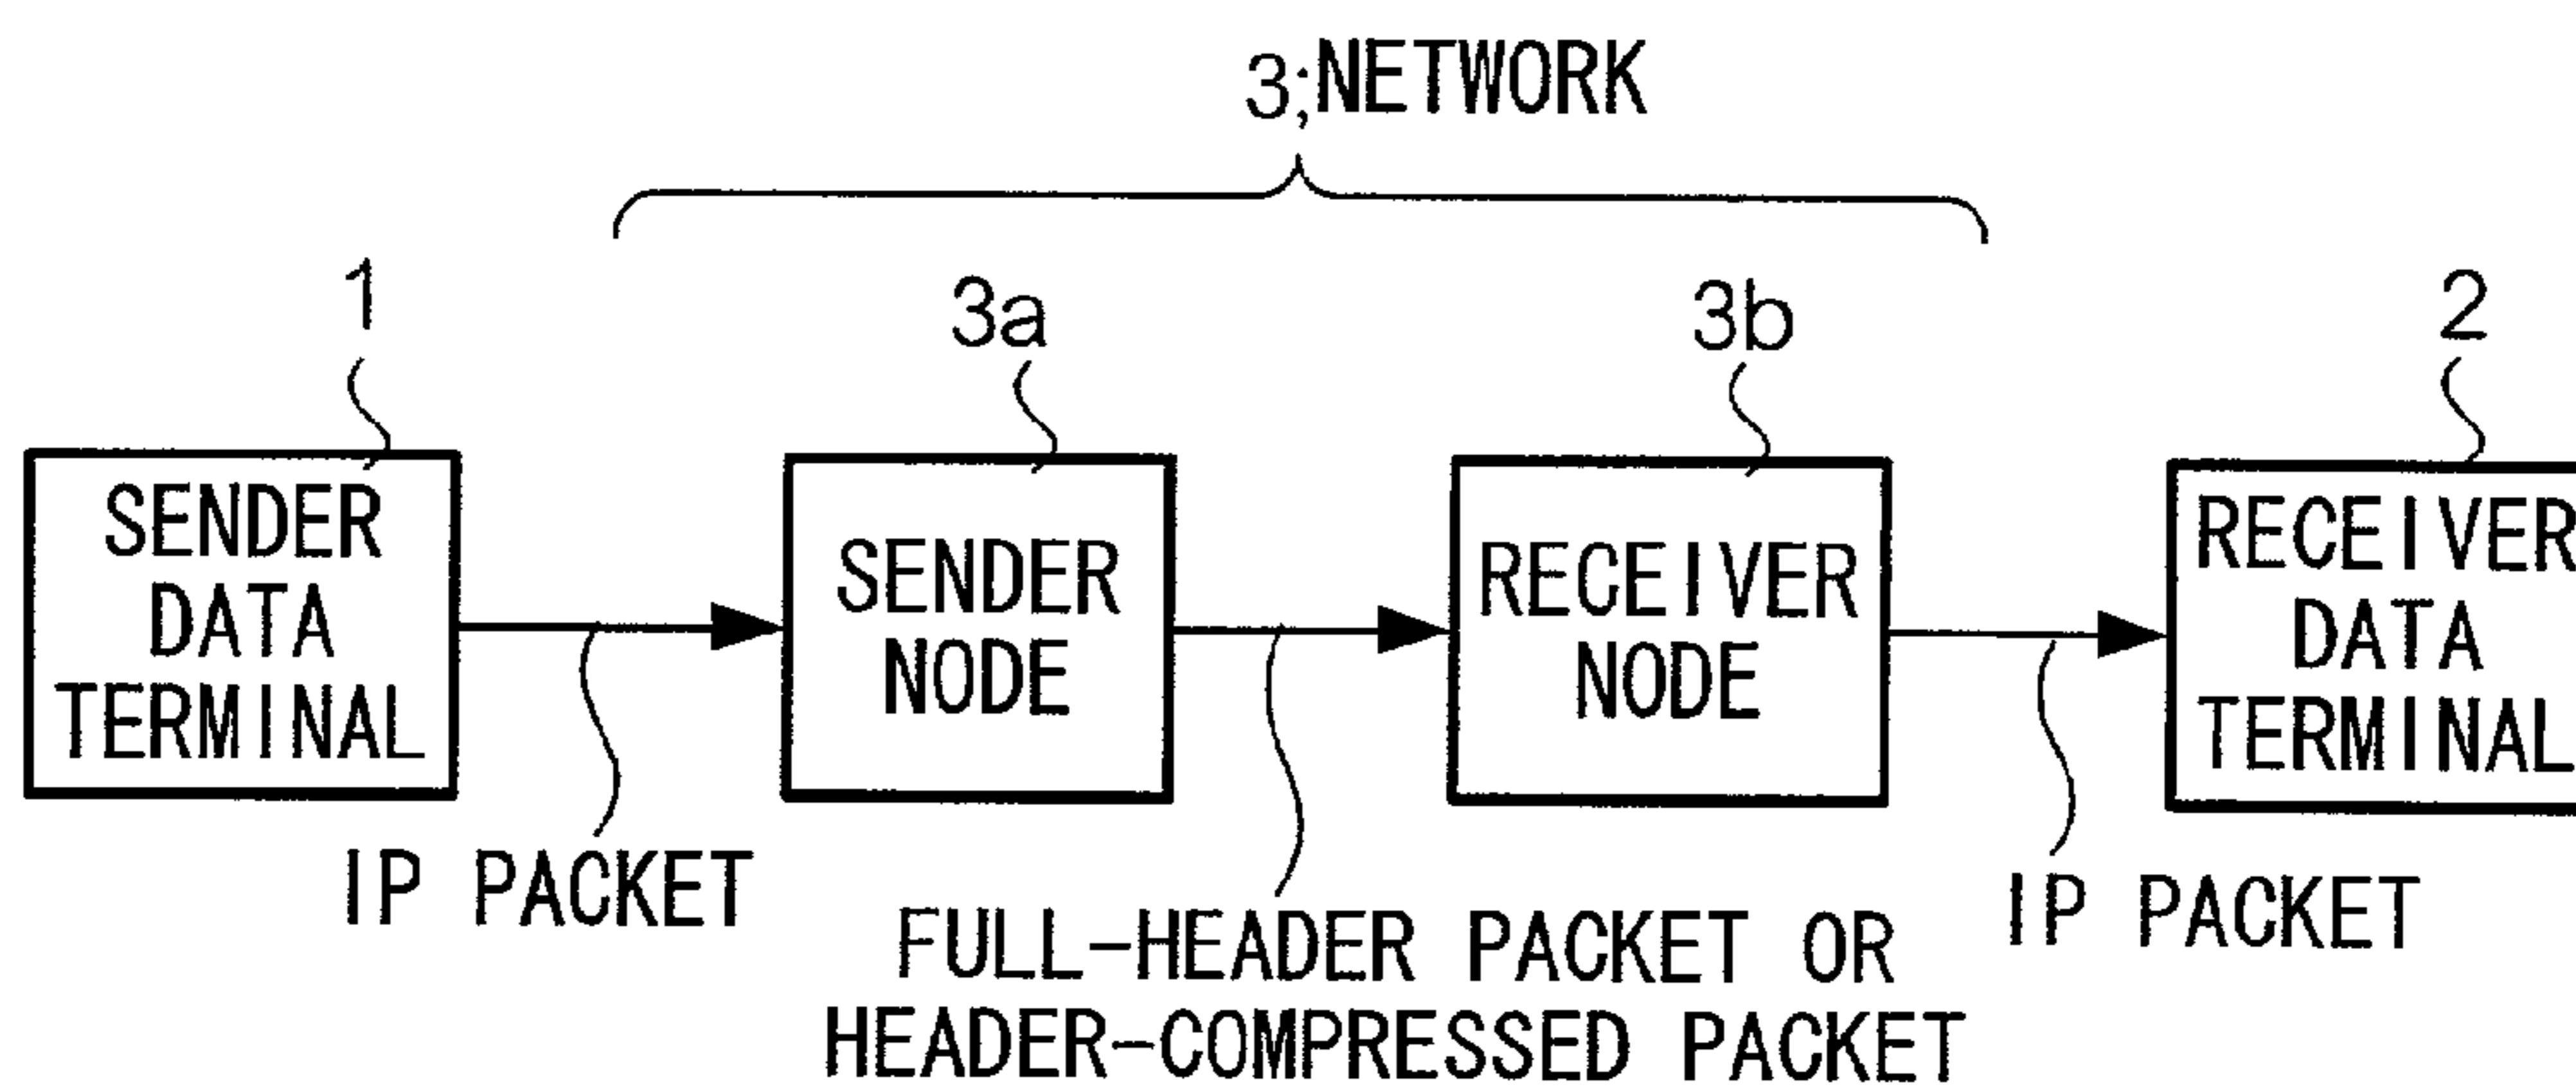 3;NETWORK
1
3a
3b
2
SENDER
DATA
TERMINAL
SENDER
NODE
RECEIVER
NODE
RECEIVER
DATA
TERMINAL
IP PACKET
FULL-HEADER PACKET OR
HEADER-COMPRESSED PACKET
IP PACKET